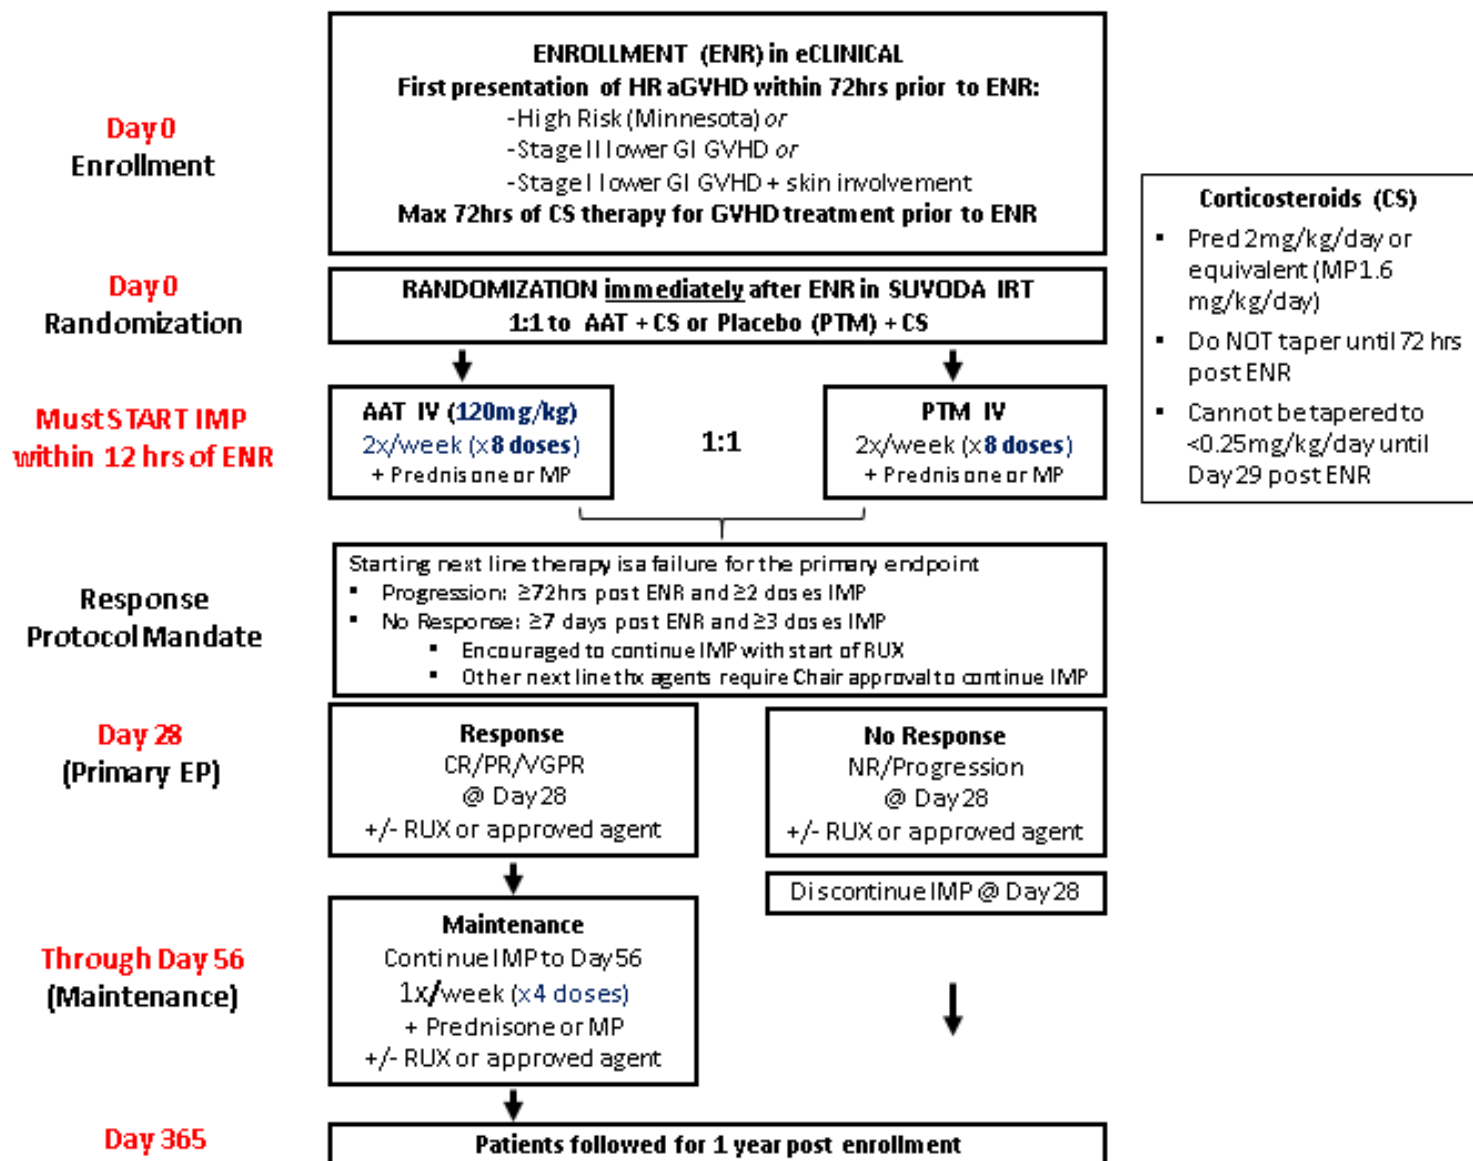 ENROLLMENT (ENR) in eCLINICAL
First presentation of HR aGVHD within 72hrs prior to ENR:
-High Risk (Minnesota) or
-Stage II lower GI GVHD or
-Stage I lower GI GVHD + skin involvement
Max 72hrs of CS therapy for GVHD treatment prior to ENR
Day 0
Enrollment
Corticosteroids (CS)
▪ Pred 2mg/kg/day or
equivalent (MP1.6
mg/kg/day)
▪ Do NOT taper until 72 hrs
post ENR
▪ Cannot be tapered to
<0.25mg/kg/day until
Day 29 post ENR
Day 0
Randomization
RANDOMIZATION immediately after ENR in SUVODA IRT
1:1 to AAT + CS or Placebo (PTM) + CS
Must START IMP
within 12 hrs of ENR
AAT IV (120mg/kg)
2x/week (x8 doses)
+ Prednisone or MP
1:1
PTM IV
2x/week (x8 doses)
+ Prednisone or MP
Response
Protocol Mandate
Starting next line therapy is a failure for the primary endpoint
▪ Progression: ≥72hrs post ENR and ≥2 doses IMP
▪ No Response: ≥7 days post ENR and ≥3 doses IMP
▪ Encouraged to continue IMP with start of RUX
▪ Other next line thx agents require Chair approval to continue IMP
Day 28
(Primary EP)
Response
CR/PR/VGPR
@ Day 28
+/- RUX or approved agent
No Response
NR/Progression
@ Day 28
+/- RUX or approved agent
Discontinue IMP @ Day 28
Through Day 56
(Maintenance)
Maintenance
Continue IMP to Day 56
1x/week (x4 doses)
+ Prednisone or MP
+/- RUX or approved agent
Day 365
Patients followed for 1 year post enrollment